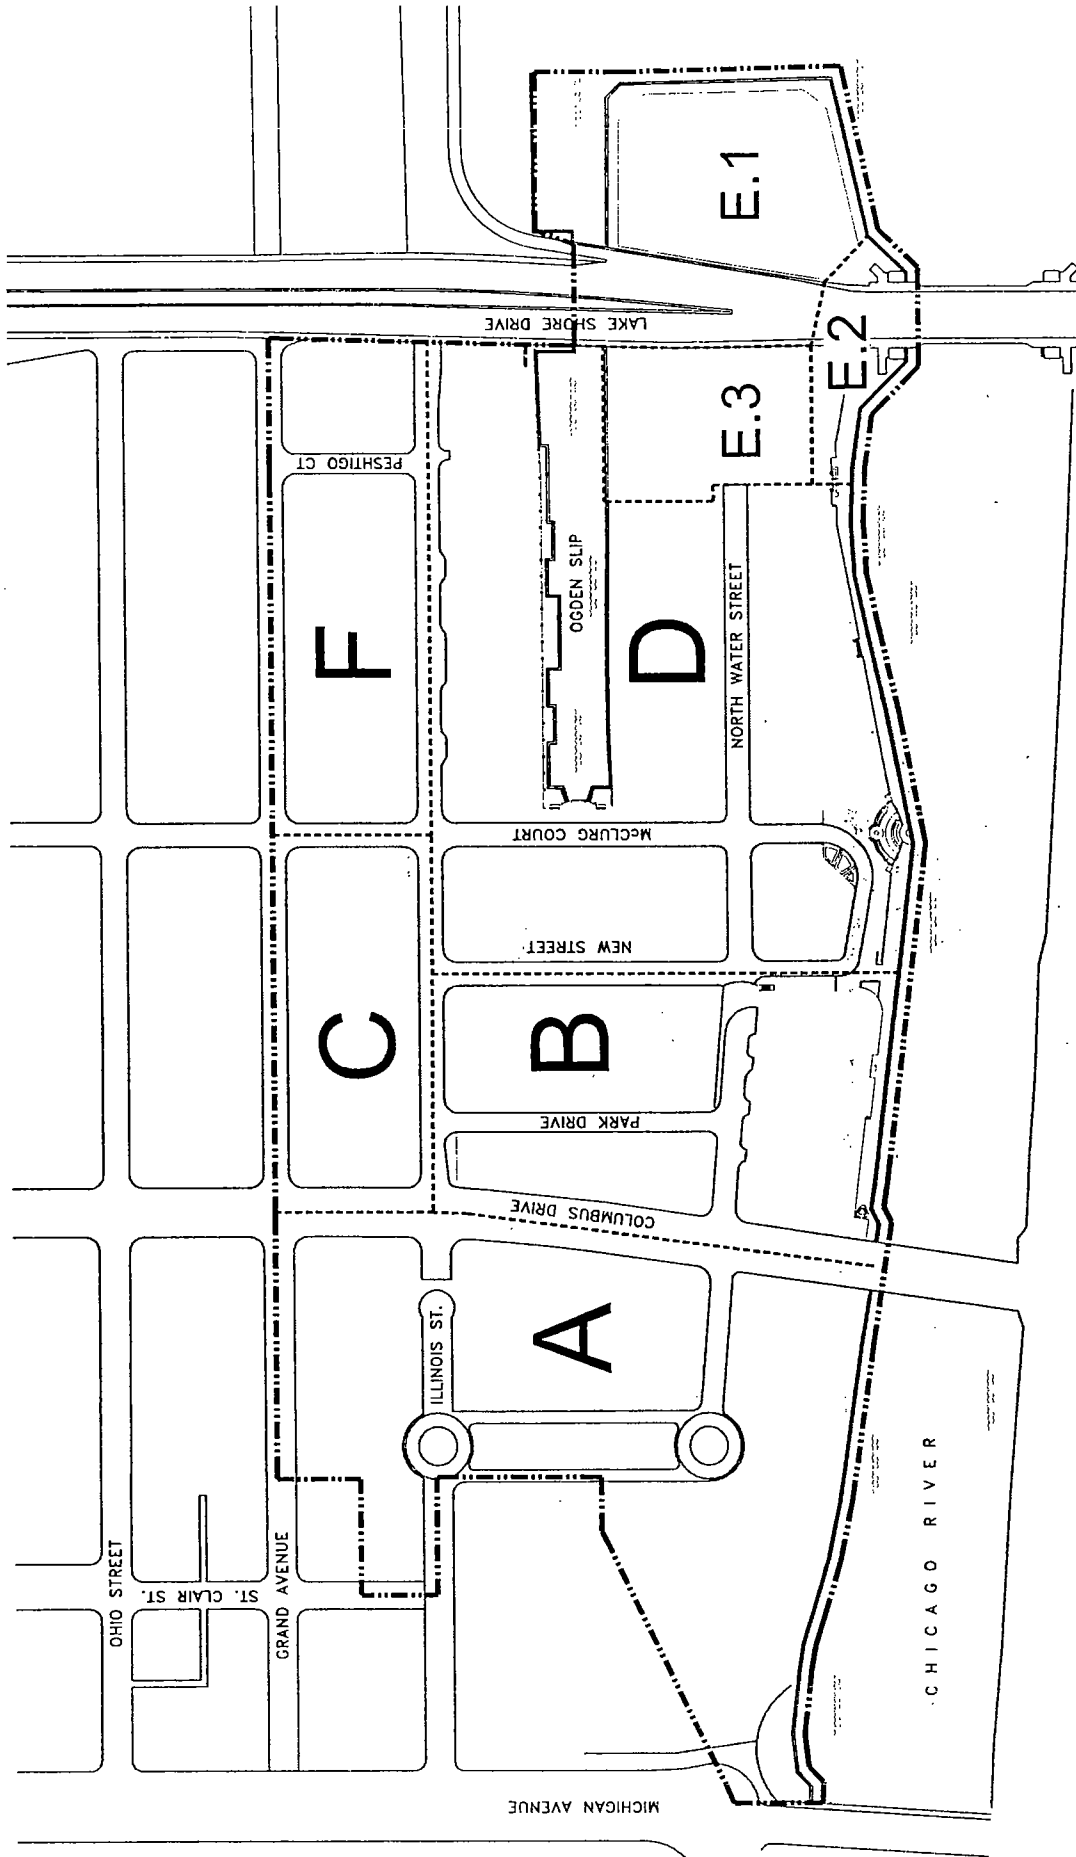 OHIO STREET
ST. CLAIR ST.
GRAND AVENUE
MICHIGAN AVENUE
ILLINOIS ST.
A
COLUMBUS DRIVE
CHICAGO RIVER
C
B
PARK DRIVE
NEW STREET
McCLURG COURT
F
PESHTIGO CT
OGDEN SLIP
D
NORTH WATER STREET
LAKE SHORE DRIVE
E.3
E.2
E.1